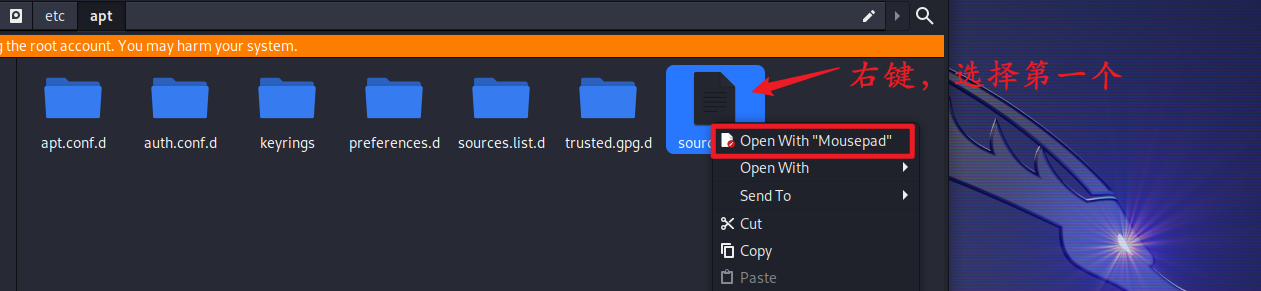 etc apt
g the root account. You may harm your system.
右键，选择第一个
apt.conf.d auth.conf.d keyrings preferences.d sources.list.d trusted.gpg.d sour
Open With "Mousepad"
Open With
Send To
Cut
Copy
Paste